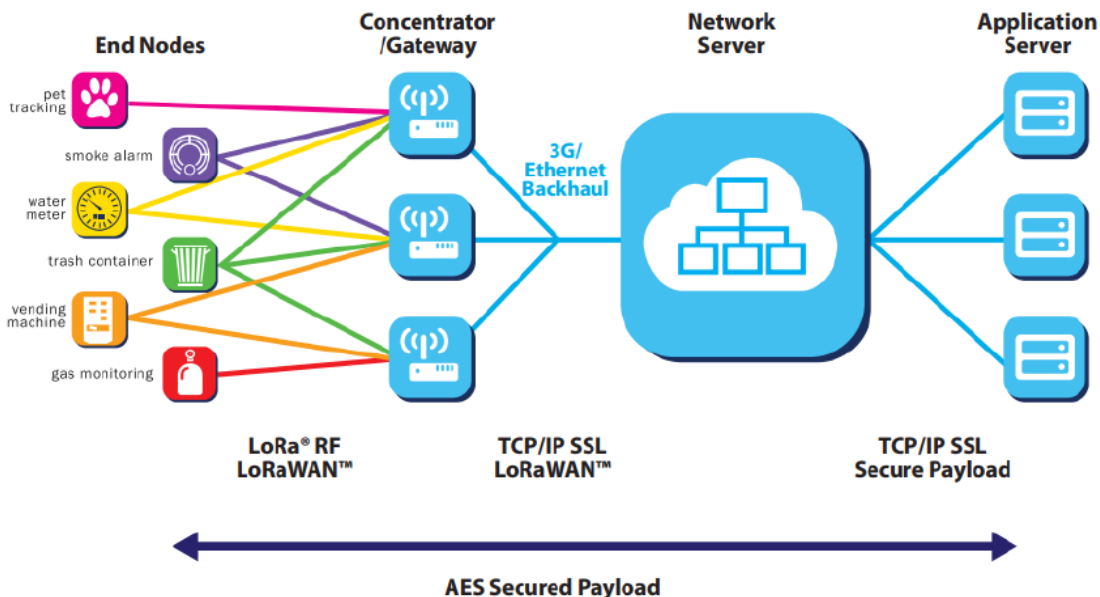 End Nodes
Concentrator
/Gateway
Network
Server
Application
Server
pet
tracking
smoke alarm
water
meter
trash container
vending
machine
gas monitoring
3G/
Ethernet
Backhaul
LoRa® RF
LoRaWAN™
TCP/IP SSL
LoRaWAN™
TCP/IP SSL
Secure Payload
AES Secured Payload